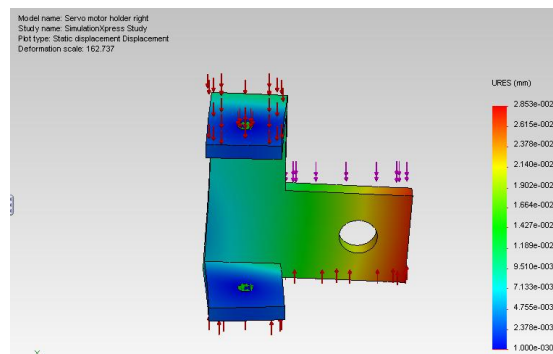 Model name: Servo motor holder right
Study name: SimulationXpress Study
Plot type: Static displacement Displacement
Deformation scale: 162.737
URES (mm)
2.853e-002
2.615e-002
2.378e-002
2.140e-002
1.902e-002
1.664e-002
1.427e-002
1.189e-002
9.510e-003
7.133e-003
4.755e-003
2.378e-003
1.000e-030